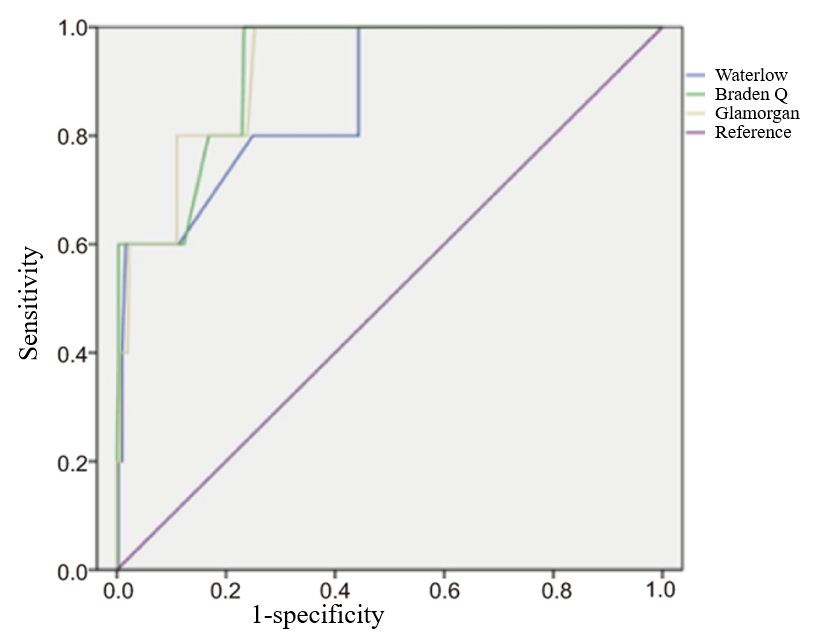 1.0
0.8
0.6
0.4
0.2
0.0
Sensitivity
0.0 0.2 0.4 0.6 0.8 1.0
1-specificity
Waterlow
Braden Q
Glamorgan
Reference